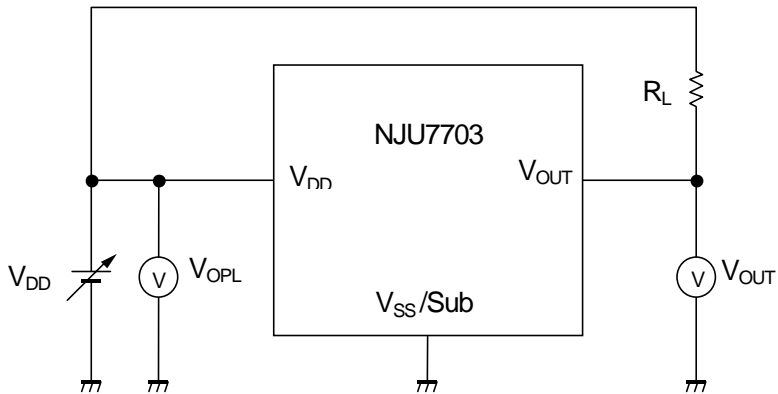 RL
NJU7703
VDD
VOUT
VDD
V
VOPL
V
VOUT
VSS/Sub